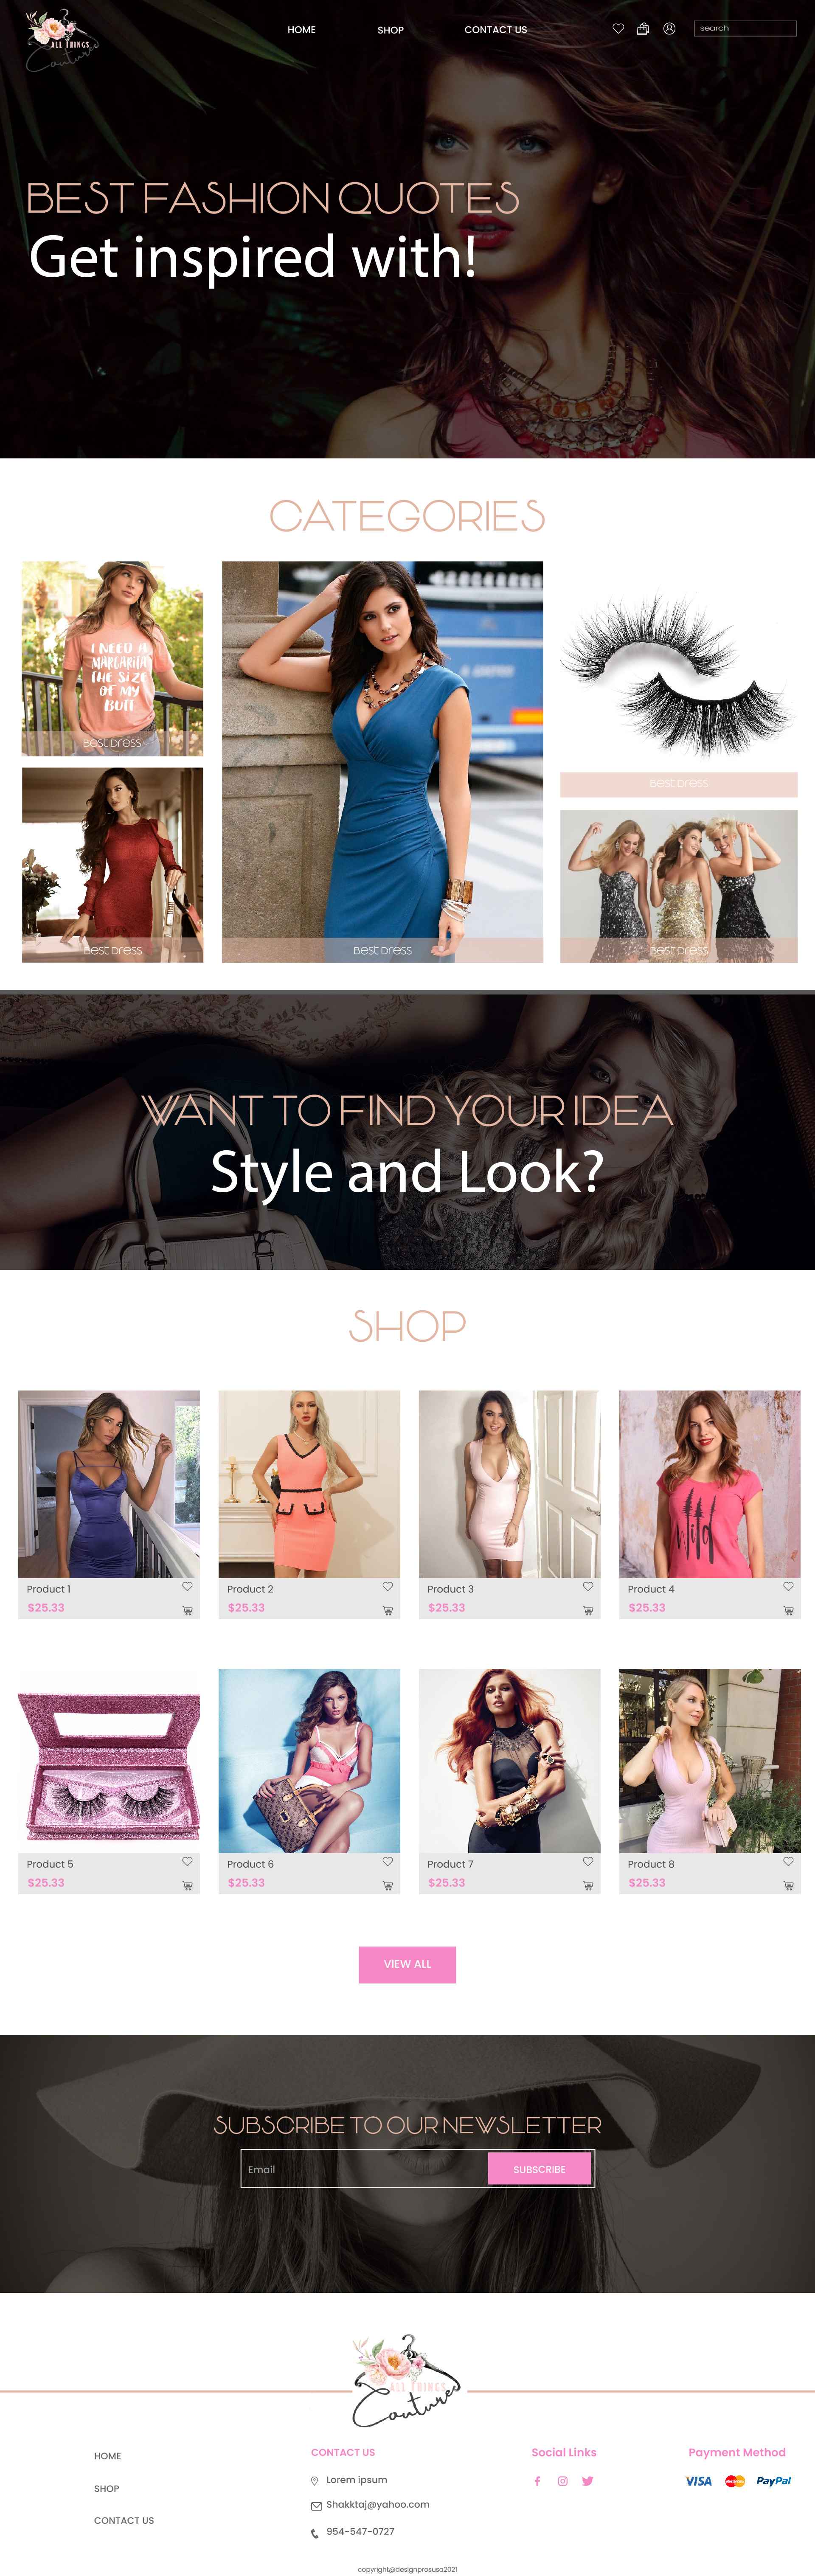 ALL THINGS
Couture
HOME
SHOP
CONTACT US
search
BEST FASHION QUOTES
Get inspired with!
CATEGORIES
I NEED A
MARGARITA
THE SIZE
OF MY
BUTT
Best Dress
Best Dress
Best Dress
Best Dress
Best Dress
WANT TO FIND YOUR IDEA
Style and Look?
SHOP
Product 1
$25.33
Product 2
$25.33
Product 3
$25.33
wild
Product 4
$25.33
Product 5
$25.33
Product 6
$25.33
Product 7
$25.33
Product 8
$25.33
VIEW ALL
SUBSCRIBE TO OUR NEWSLETTER
Email
SUBSCRIBE
ALL THINGS
Couture
HOME
SHOP
CONTACT US
CONTACT US
Lorem ipsum
Shakktaj@yahoo.com
954-547-0727
Social Links
Payment Method
VISA
MasterCard
PayPal
copyright@designprosusa2021